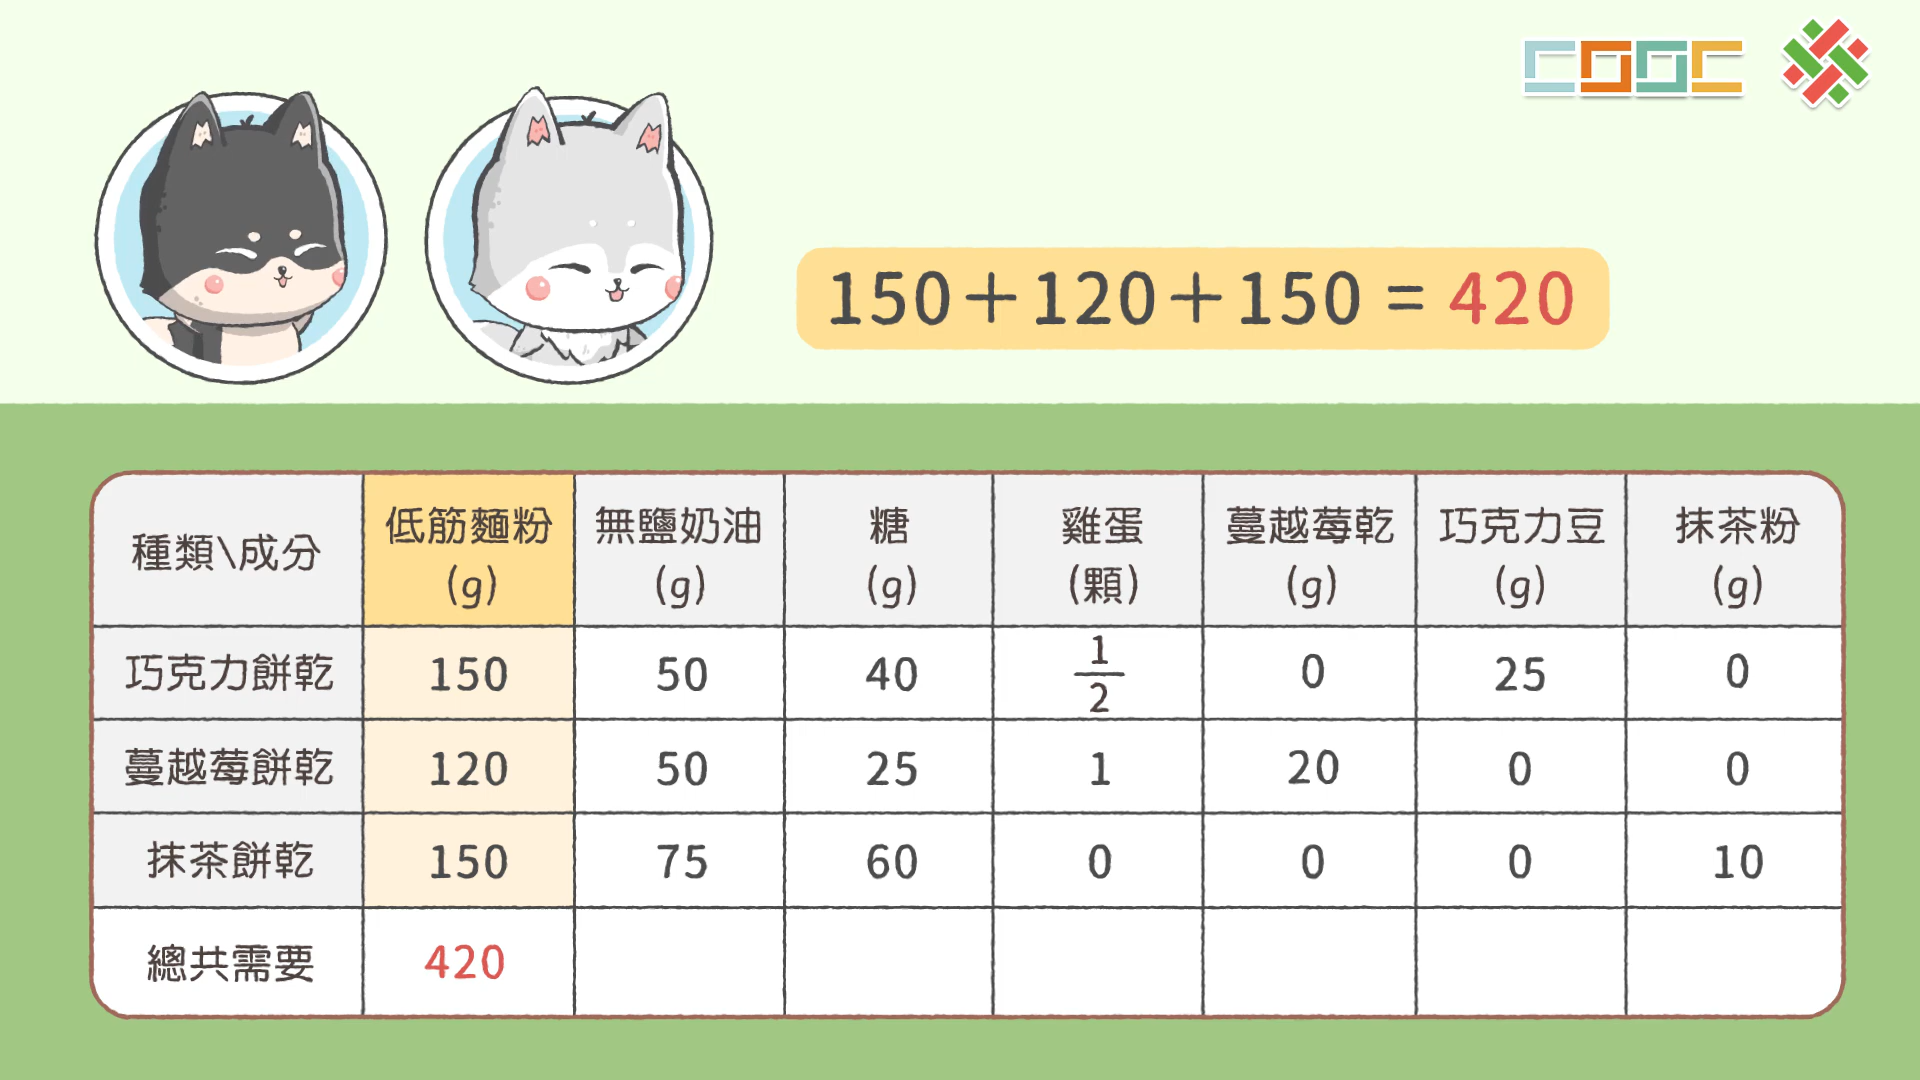 COOC
150＋120＋150 = 420
種類\成分 低筋麵粉 (g) 無鹽奶油 (g) 糖 (g) 雞蛋 (顆) 蔓越莓乾 (g) 巧克力豆 (g) 抹茶粉 (g)
巧克力餅乾 150 50 40 1/2 0 25 0
蔓越莓餅乾 120 50 25 1 20 0 0
抹茶餅乾 150 75 60 0 0 0 10
總共需要 420